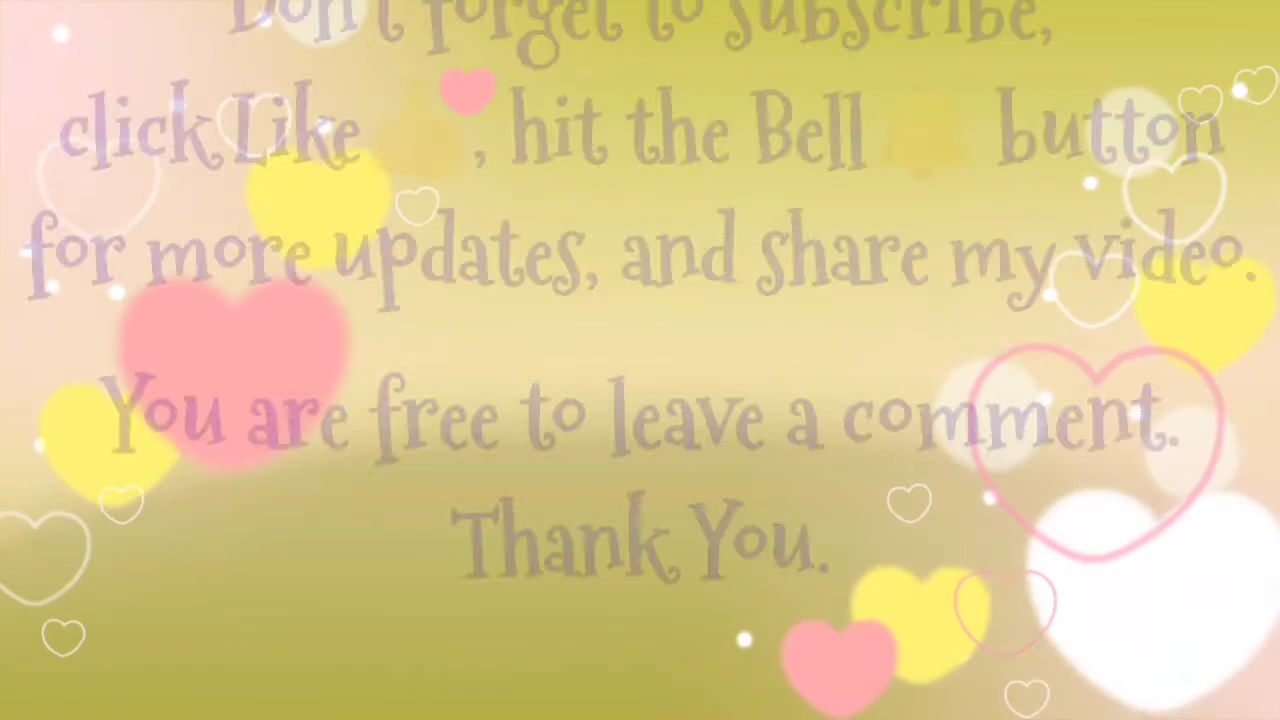 Don't forget to subscribe,
click Like 👍, hit the Bell 🔔 button
for more updates, and share my video.
You are free to leave a comment.
Thank You.